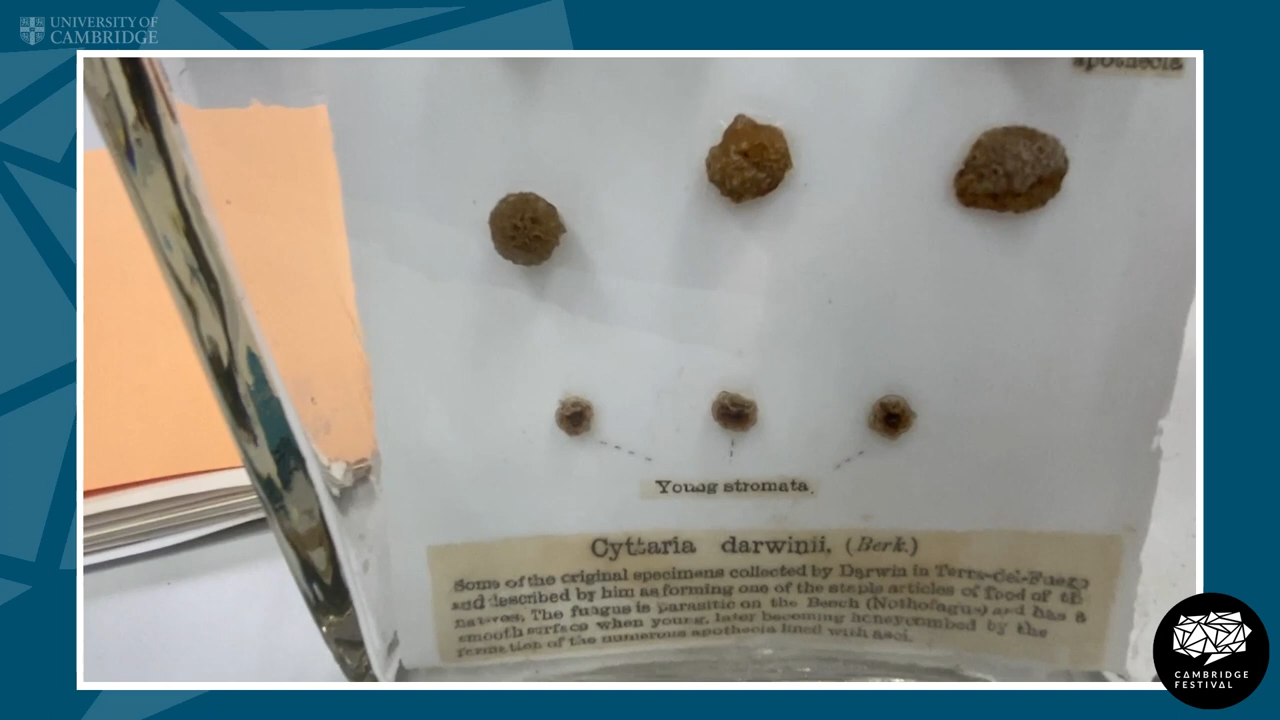 UNIVERSITY OF
CAMBRIDGE
apothecia
Young stromata.
Cyttaria darwinii, (Berk.)
Some of the original specimens collected by Darwin in Terra-del-Fuego
and described by him as forming one of the staple articles of food of th
natives. The fungus is parasitic on the Beech (Nothofagus) and has a
smooth surface when young, later becoming honeycombed by the
formation of the numerous apothecia lined with asci.
CAMBRIDGE
FESTIVAL